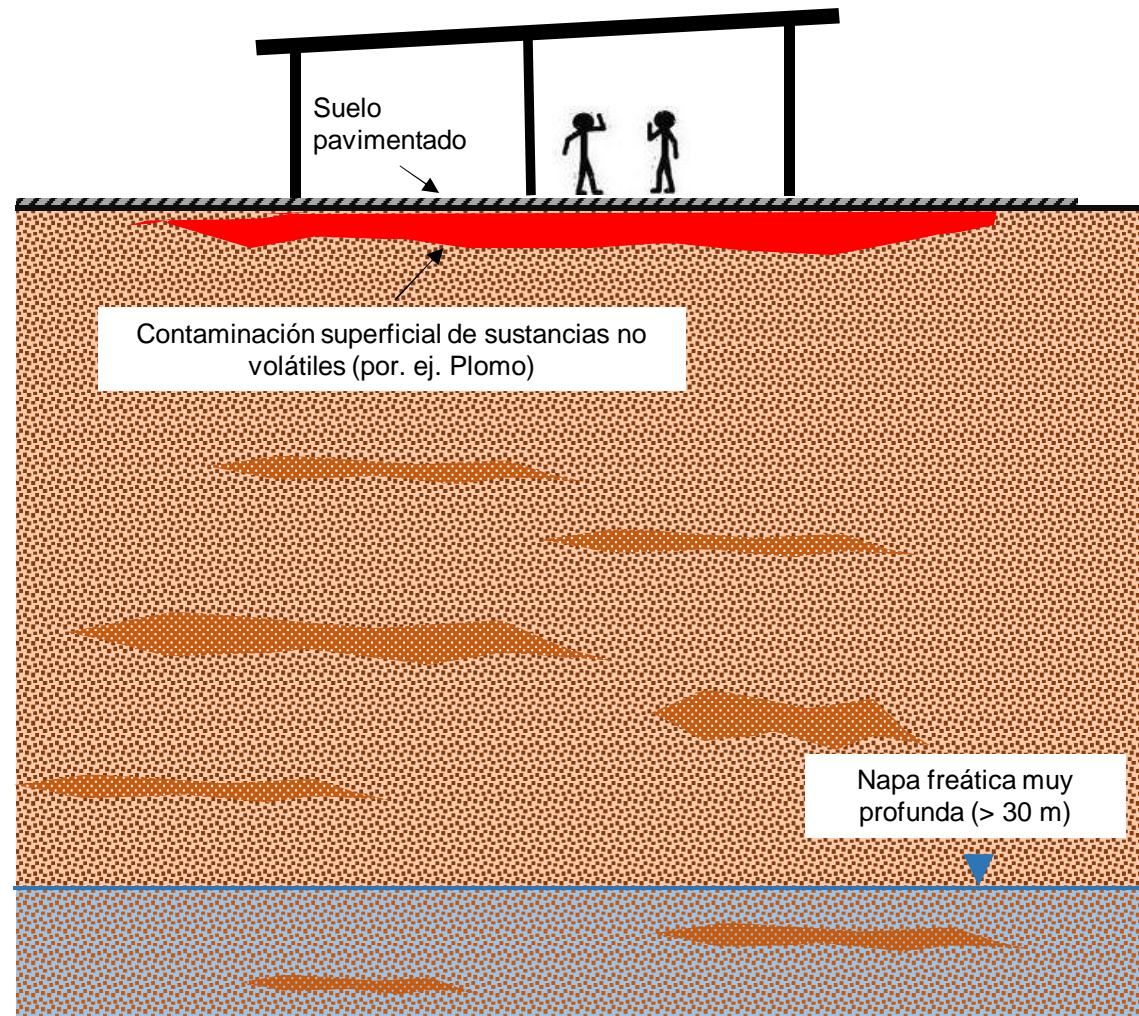 Suelo
pavimentado
Contaminación superficial de sustancias no
volátiles (por. ej. Plomo)
Napa freática muy
profunda (> 30 m)